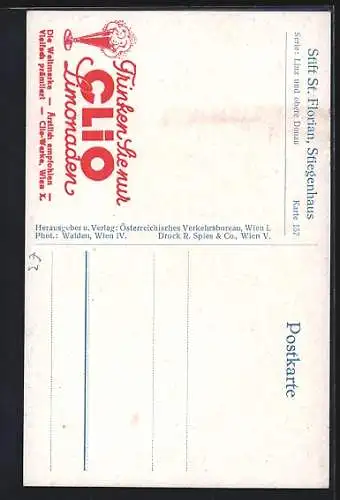 Stift St. Florian, Stiegenhaus
Serie: Linz und obere Donau Karte 157
Trinken Sie nur
CLIO
Limonaden
Die Weltmarke — Ärztlich empfohlen —
Vielfach prämiiert — Clio-Werke, Wien X.
Herausgeber u. Verlag: Österreichisches Verkehrsbureau, Wien I.
Phot.: Walden, Wien IV. Druck R. Spies & Co., Wien V.
Postkarte